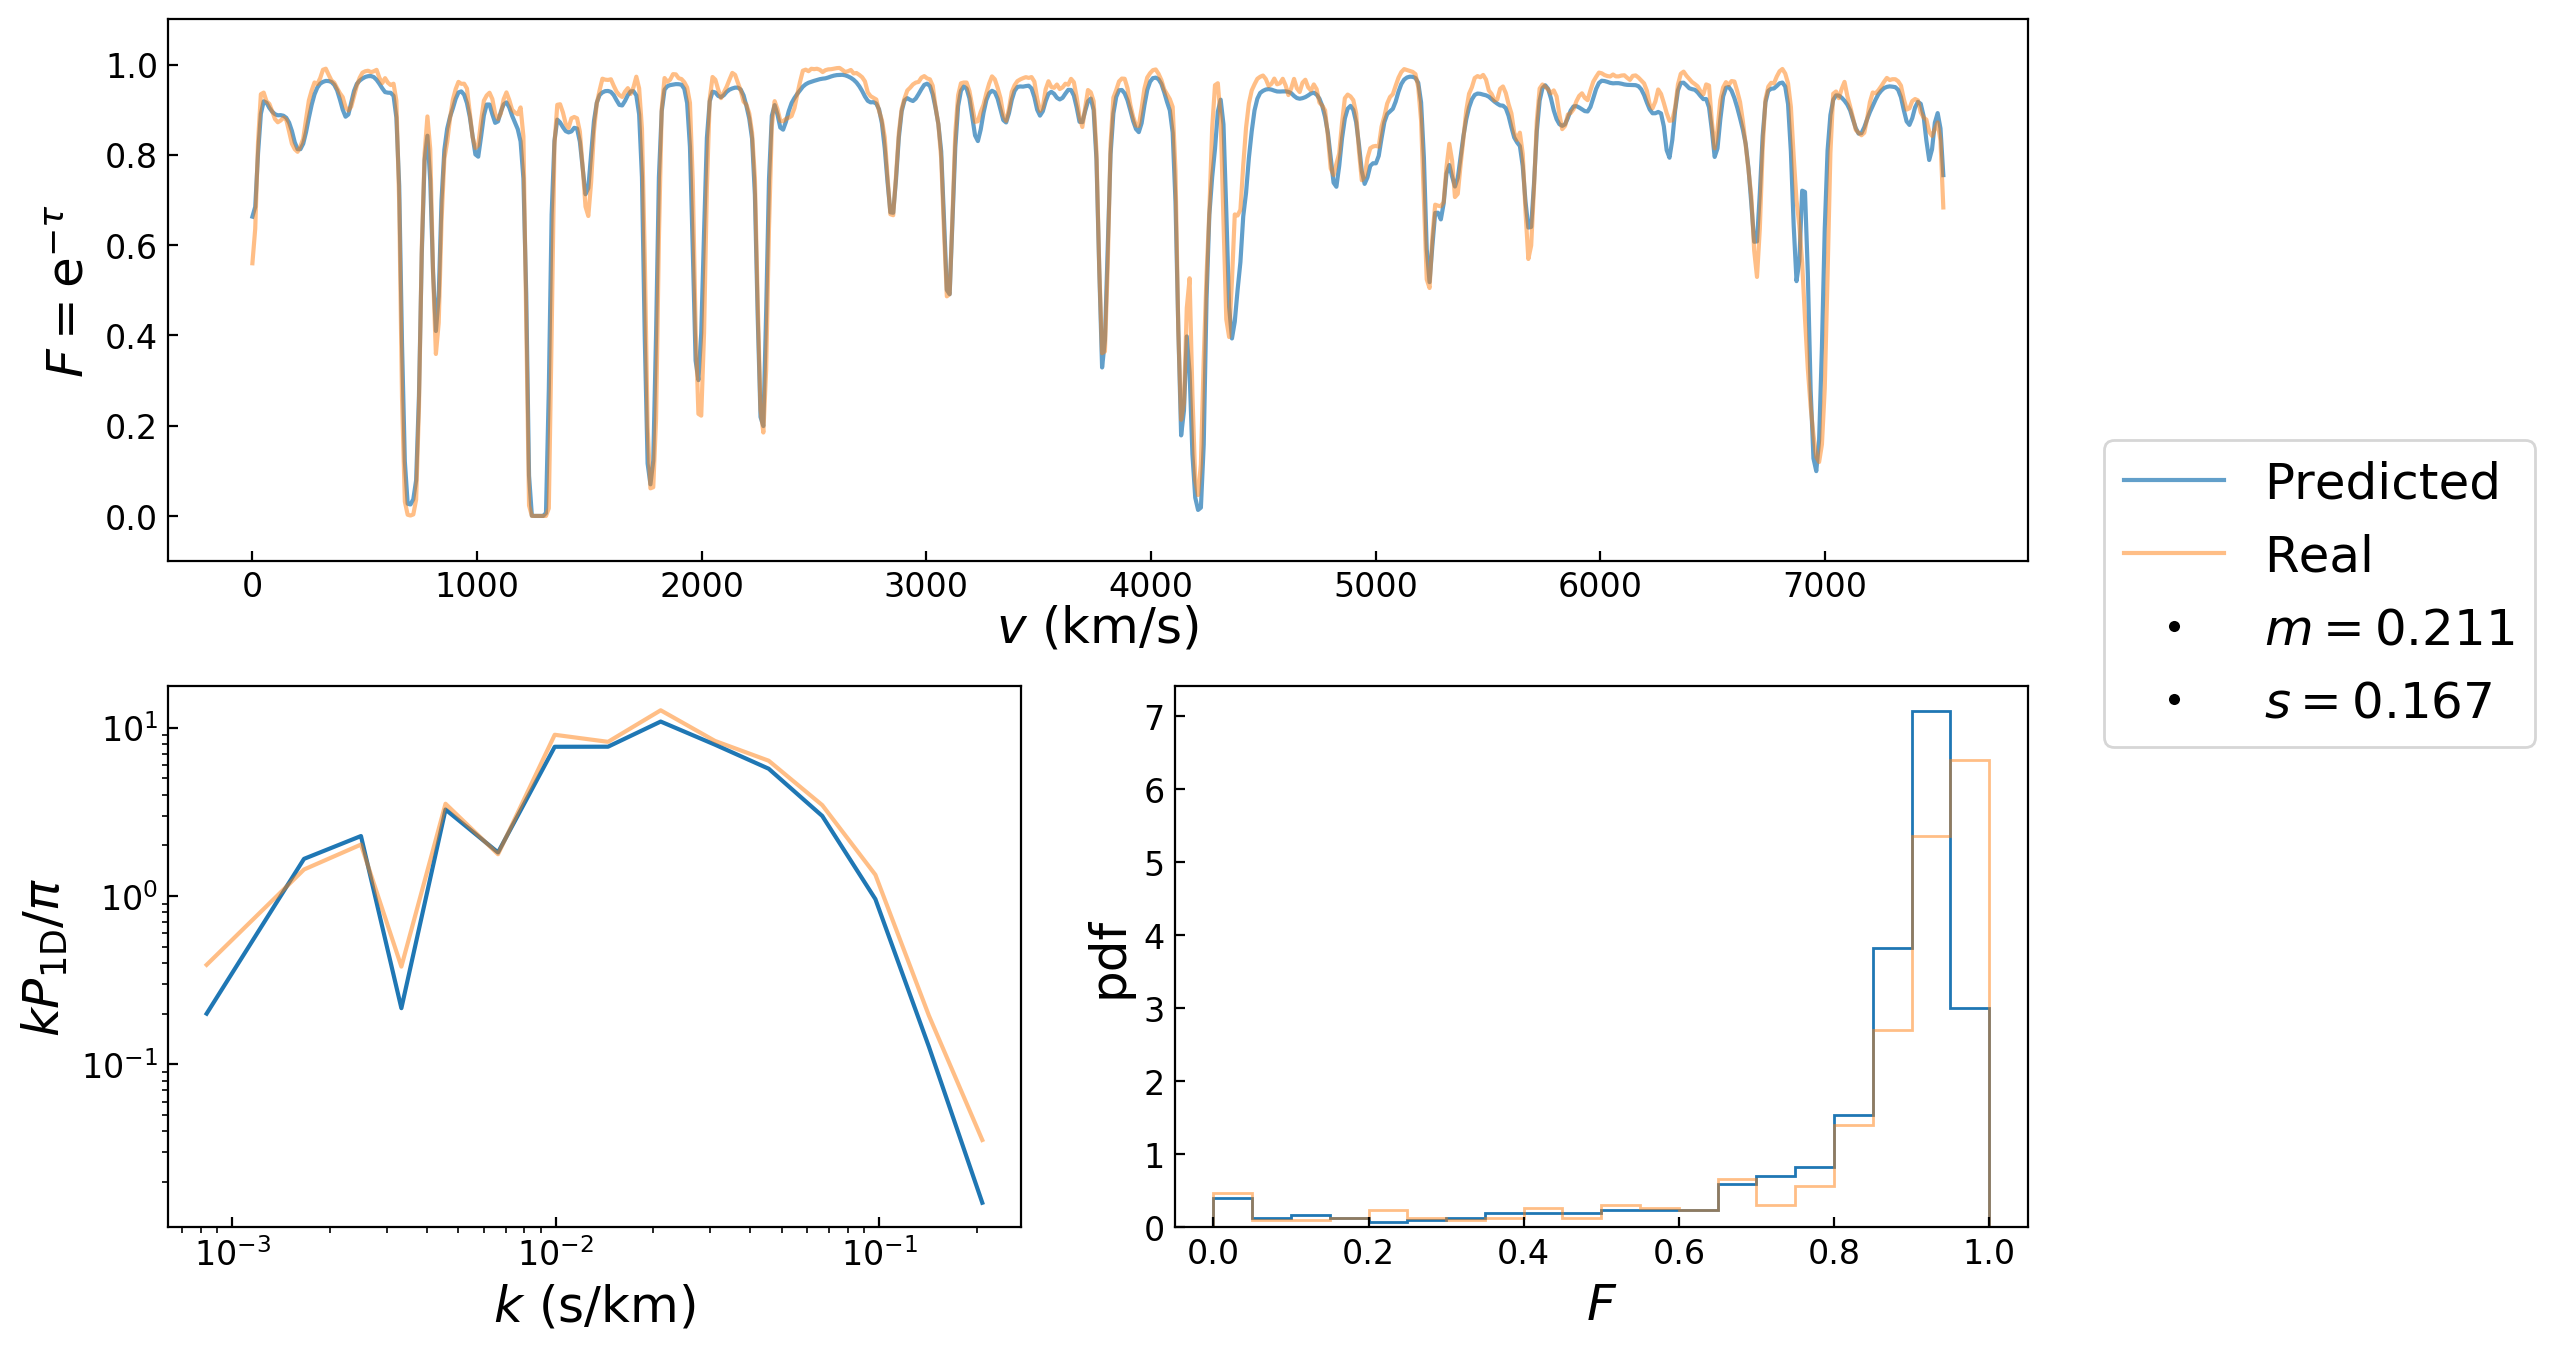 1.0
0.8
0.6
0.4
0.2
0.0
F = e^{−τ}
0 1000 2000 3000 4000 5000 6000 7000
v (km/s)
Predicted
Real
m = 0.211
s = 0.167
10^1
10^0
10^{−1}
kP_{1D}/π
10^{−3} 10^{−2} 10^{−1}
k (s/km)
7
6
5
4
3
2
1
0
pdf
0.0 0.2 0.4 0.6 0.8 1.0
F